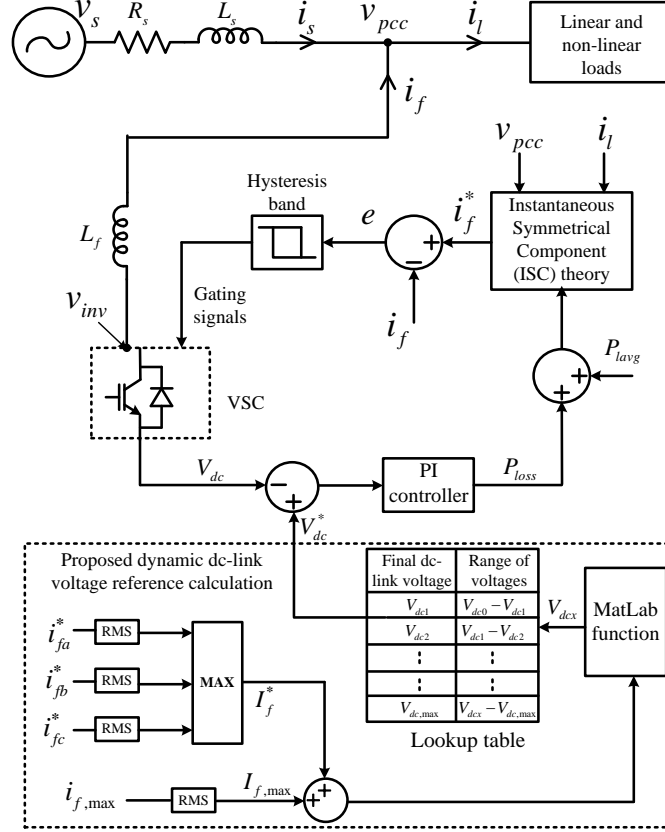 v_s R_s L_s i_s v_pcc i_l
Linear and
non-linear
loads
i_f
v_pcc i_l
Hysteresis
band
L_f
e
i_f^*
+
−
Instantaneous
Symmetrical
Component
(ISC) theory
Gating
signals
i_f
v_inv
P_lavg
+
+
VSC
V_dc
−
+
PI
controller
P_loss
V_dc^*
Proposed dynamic dc-link
voltage reference calculation
Final dc-
link voltage
Range of
voltages
V_dc1 V_dc0 − V_dc1
V_dc2 V_dc1 − V_dc2
V_dc,max V_dcx − V_dc,max
Lookup table
V_dcx
MatLab
function
i_fa^* RMS
i_fb^* RMS
i_fc^* RMS
MAX
I_f^*
i_f,max RMS I_f,max
+
+